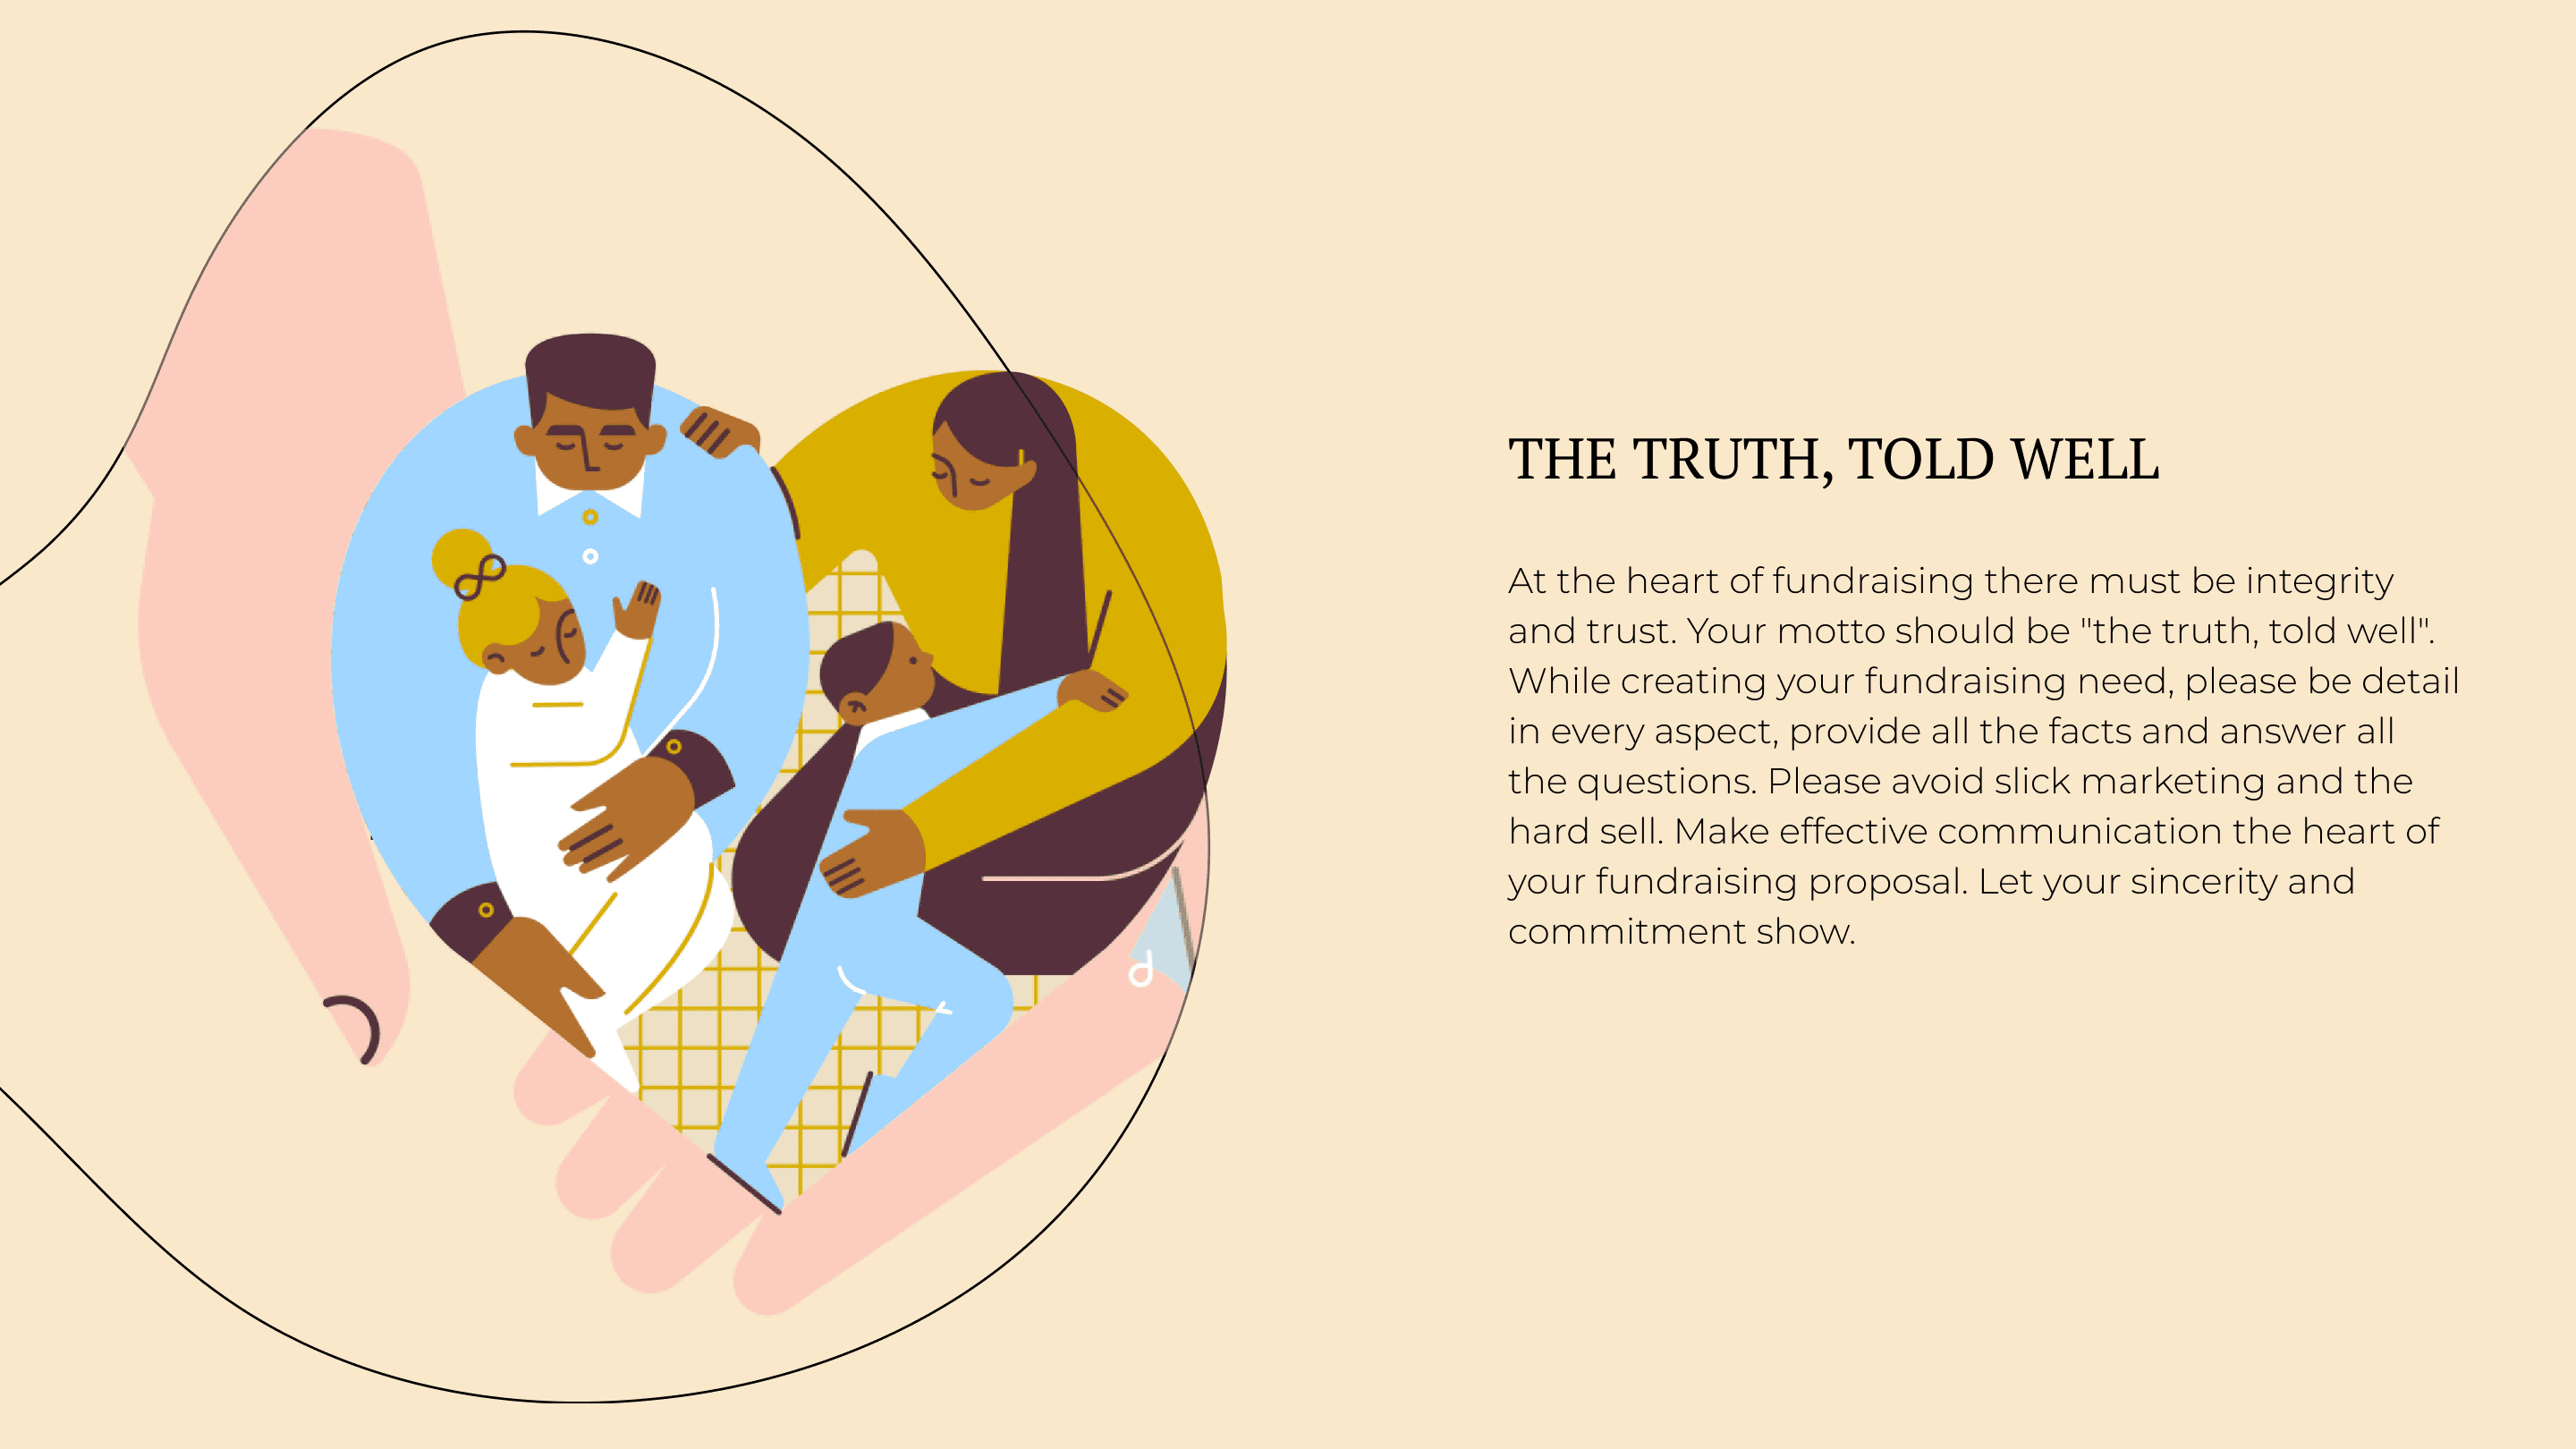 THE TRUTH, TOLD WELL
At the heart of fundraising there must be integrity
and trust. Your motto should be "the truth, told well".
While creating your fundraising need, please be detail
in every aspect, provide all the facts and answer all
the questions. Please avoid slick marketing and the
hard sell. Make effective communication the heart of
your fundraising proposal. Let your sincerity and
commitment show.